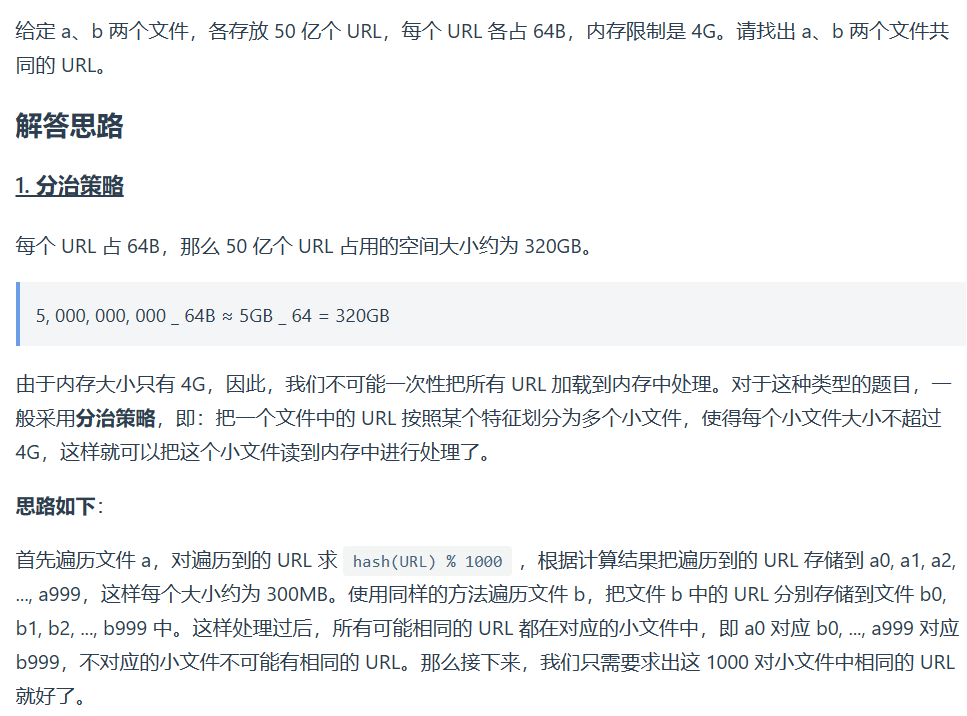 给定 a、b 两个文件，各存放 50 亿个 URL，每个 URL 各占 64B，内存限制是 4G。请找出 a、b 两个文件共
同的 URL。
解答思路
1. 分治策略
每个 URL 占 64B，那么 50 亿个 URL 占用的空间大小约为 320GB。
5, 000, 000, 000 _ 64B ≈ 5GB _ 64 = 320GB
由于内存大小只有 4G，因此，我们不可能一次性把所有 URL 加载到内存中处理。对于这种类型的题目，一
般采用分治策略，即：把一个文件中的 URL 按照某个特征划分为多个小文件，使得每个小文件大小不超过
4G，这样就可以把这个小文件读到内存中进行处理了。
思路如下：
首先遍历文件 a，对遍历到的 URL 求 hash(URL) % 1000 ，根据计算结果把遍历到的 URL 存储到 a0, a1, a2,
..., a999，这样每个大小约为 300MB。使用同样的方法遍历文件 b，把文件 b 中的 URL 分别存储到文件 b0,
b1, b2, ..., b999 中。这样处理过后，所有可能相同的 URL 都在对应的小文件中，即 a0 对应 b0, ..., a999 对应
b999，不对应的小文件不可能有相同的 URL。那么接下来，我们只需要求出这 1000 对小文件中相同的 URL
就好了。